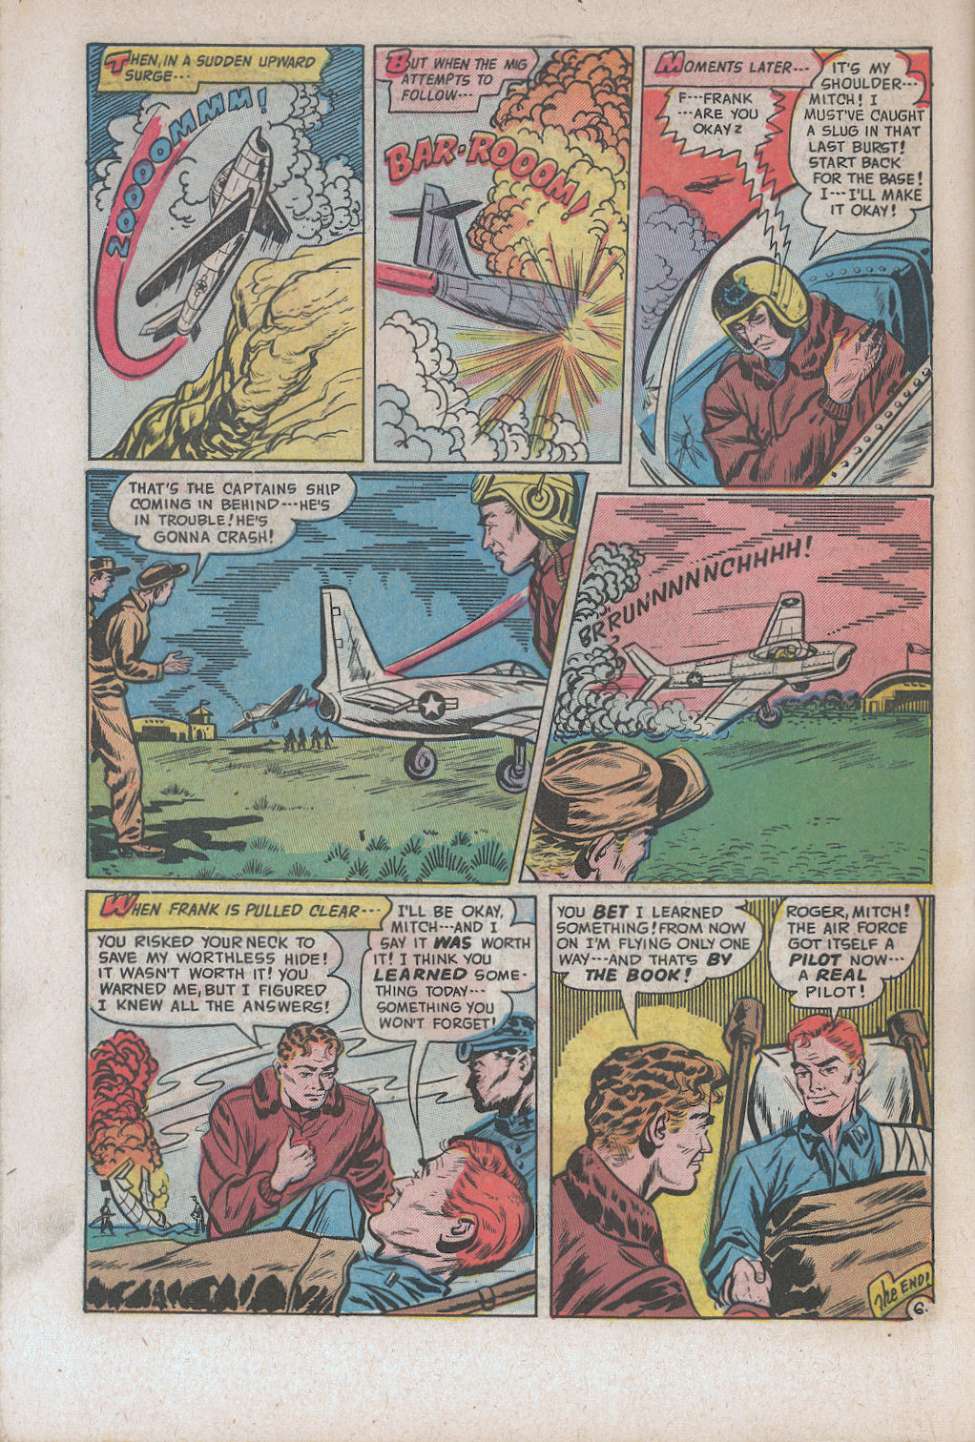 THEN, IN A SUDDEN UPWARD
SURGE---
ZOOOOMMMM!
BUT WHEN THE MIG
ATTEMPTS TO
FOLLOW---
BAR-ROOOM!
MOMENTS LATER---
F---FRANK
---ARE YOU
OKAY?
IT'S MY
SHOULDER---
MITCH! I
MUST'VE CAUGHT
A SLUG IN THAT
LAST BURST!
START BACK
FOR THE BASE!
I---I'LL MAKE
IT OKAY!
THAT'S THE CAPTAINS SHIP
COMING IN BEHIND---HE'S
IN TROUBLE! HE'S
GONNA CRASH!
BRRUNNNNNCHHHH!
WHEN FRANK IS PULLED CLEAR---
YOU RISKED YOUR NECK TO
SAVE MY WORTHLESS HIDE!
IT WASN'T WORTH IT! YOU
WARNED ME, BUT I FIGURED
I KNEW ALL THE ANSWERS!
I'LL BE OKAY,
MITCH---AND I
SAY IT WAS WORTH
IT! I THINK YOU
LEARNED SOME-
THING TODAY---
SOMETHING YOU
WON'T FORGET!
YOU BET I LEARNED
SOMETHING! FROM NOW
ON I'M FLYING ONLY ONE
WAY---AND THATS BY
THE BOOK!
ROGER, MITCH!
THE AIR FORCE
GOT ITSELF A
PILOT NOW---
A REAL
PILOT!
The END!
6.